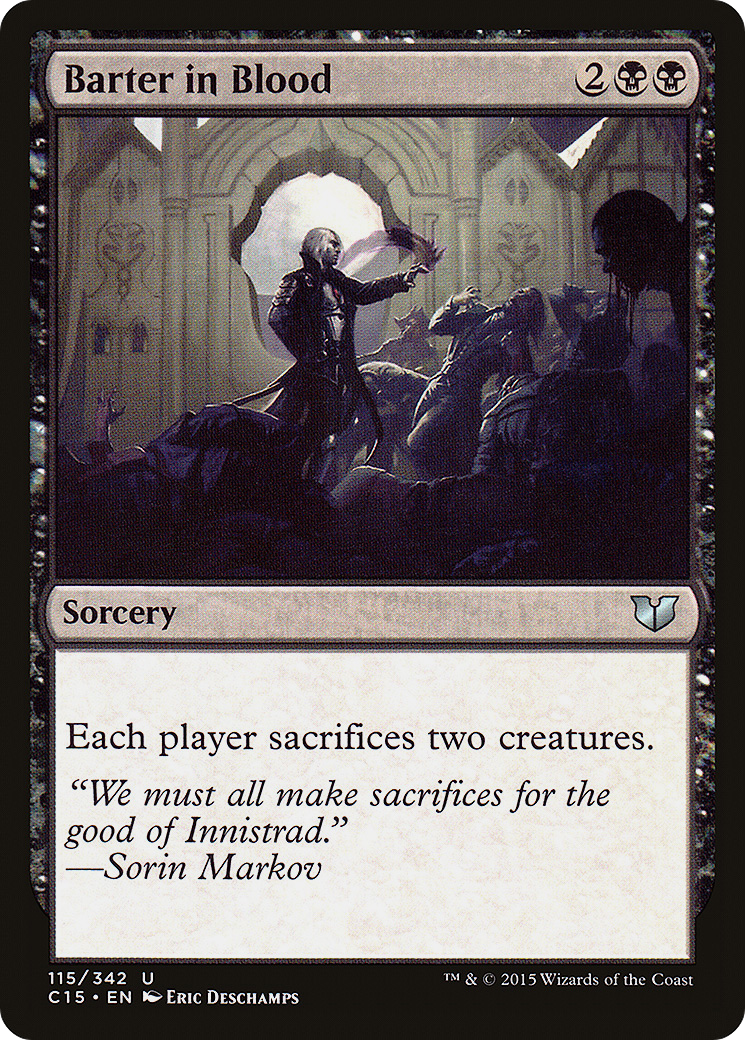 Barter in Blood 2
Sorcery
Each player sacrifices two creatures.
“We must all make sacrifices for the
good of Innistrad.”
—Sorin Markov
115/342 U
™ & © 2015 Wizards of the Coast
C15 • EN Eric Deschamps